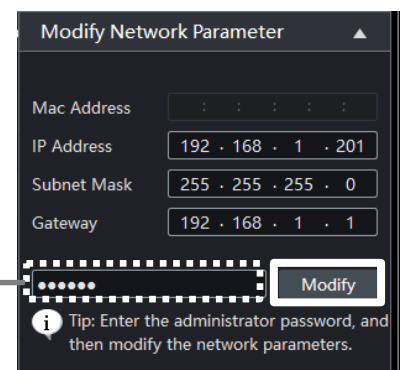 Modify Network Parameter ▲
Mac Address : : : : :
IP Address 192 . 168 . 1 . 201
Subnet Mask 255 . 255 . 255 . 0
Gateway 192 . 168 . 1 . 1
•••••• Modify
i Tip: Enter the administrator password, and
then modify the network parameters.